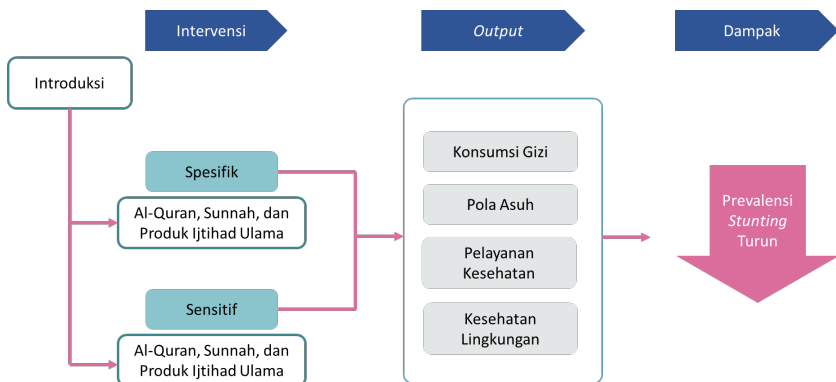 Intervensi
Output
Dampak
Introduksi
Spesifik
Al-Quran, Sunnah, dan
Produk Ijtihad Ulama
Sensitif
Al-Quran, Sunnah, dan
Produk Ijtihad Ulama
Konsumsi Gizi
Pola Asuh
Pelayanan
Kesehatan
Kesehatan
Lingkungan
Prevalensi
Stunting
Turun